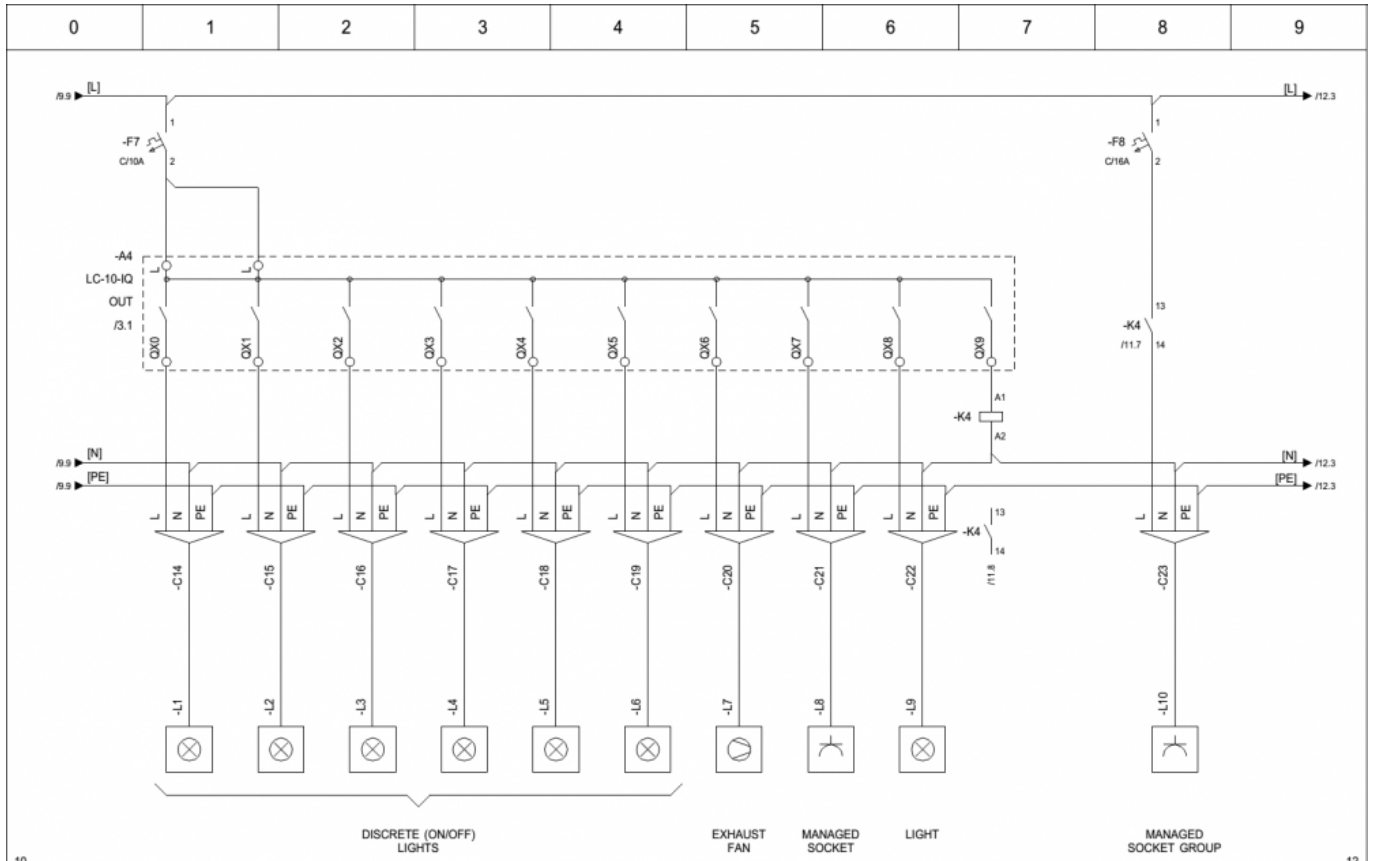 0 1 2 3 4 5 6 7 8 9
/9.9 [L] [L] /12.3
1 1
-F7 -F8
C/10A 2 C/16A 2
-A4 L L
LC-10-IQ
OUT
/3.1
13
-K4
/11.7 14
QX0 QX1 QX2 QX3 QX4 QX5 QX6 QX7 QX8 QX9
A1
-K4
A2
/9.9 [N] [N] /12.3
/9.9 [PE] [PE] /12.3
L N PE L N PE L N PE L N PE L N PE L N PE L N PE L N PE L N PE L N PE
13
-K4
14
/11.8
-C14 -C15 -C16 -C17 -C18 -C19 -C20 -C21 -C22 -C23
-L1 -L2 -L3 -L4 -L5 -L6 -L7 -L8 -L9 -L10
DISCRETE (ON/OFF)
LIGHTS
EXHAUST
FAN
MANAGED
SOCKET
LIGHT
MANAGED
SOCKET GROUP